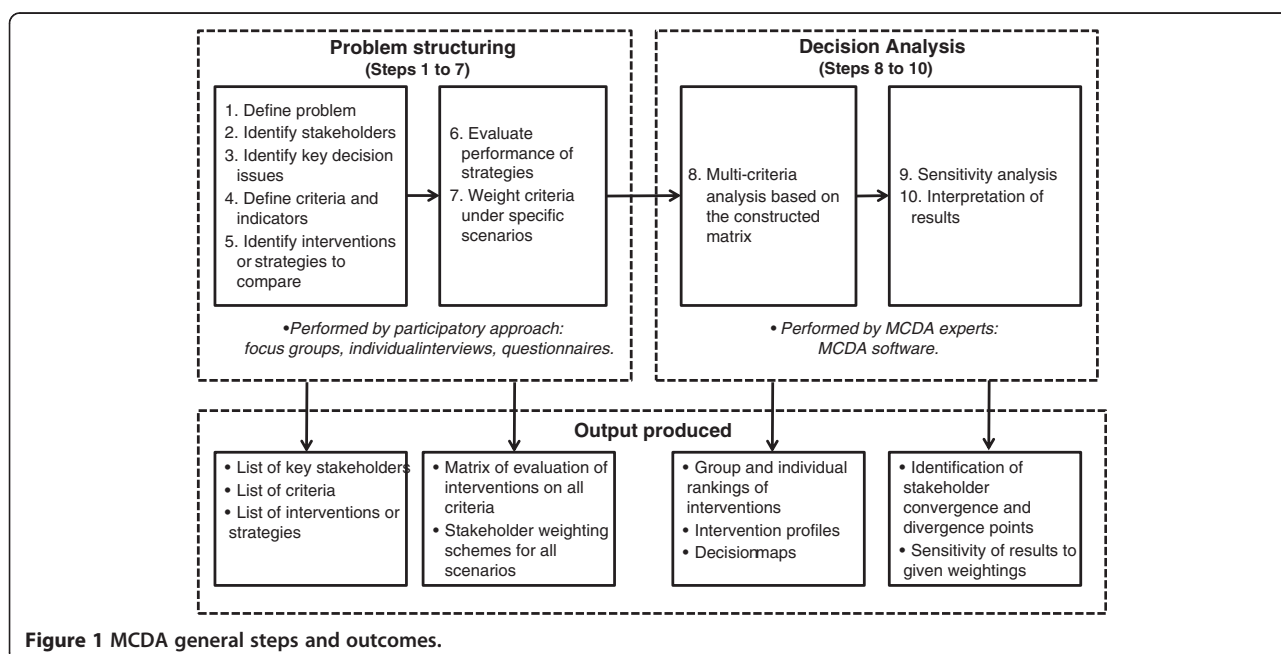 Problem structuring
(Steps 1 to 7)
1. Define problem
2. Identify stakeholders
3. Identify key decision
issues
4. Define criteria and
indicators
5. Identify interventions
or strategies to
compare
6. Evaluate
performance of
strategies
7. Weight criteria
under specific
scenarios
•Performed by participatory approach:
focus groups, individualinterviews, questionnaires.
Decision Analysis
(Steps 8 to 10)
8. Multi-criteria
analysis based on
the constructed
matrix
9. Sensitivity analysis
10. Interpretation of
results
• Performed by MCDA experts:
MCDA software.
Output produced
• List of key stakeholders
• List of criteria
• List of interventions or
strategies
• Matrix of evaluation of
interventions on all
criteria
• Stakeholder weighting
schemes for all
scenarios
• Group and individual
rankings of
interventions
• Intervention profiles
• Decisionmaps
• Identification of
stakeholder
convergence and
divergence points
• Sensitivity of results to
given weightings
Figure 1 MCDA general steps and outcomes.